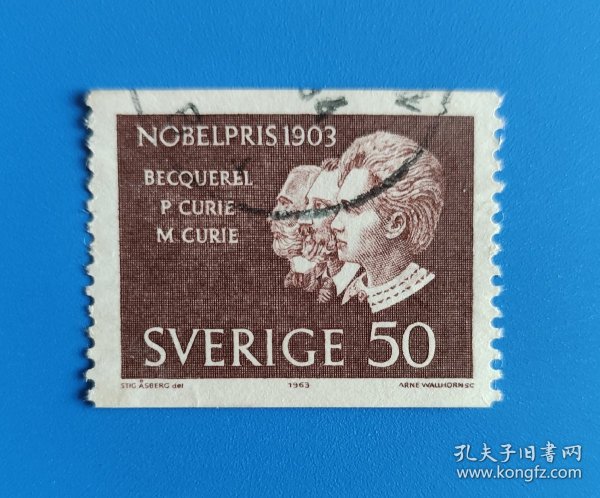 NOBELPRIS 1903
BECQUEREL
P. CURIE
M CURIE
SVERIGE 50
STIG ÅSBERG del 1963 ARNE WALLHORN SC
孔夫子旧书网
www.kongfz.com